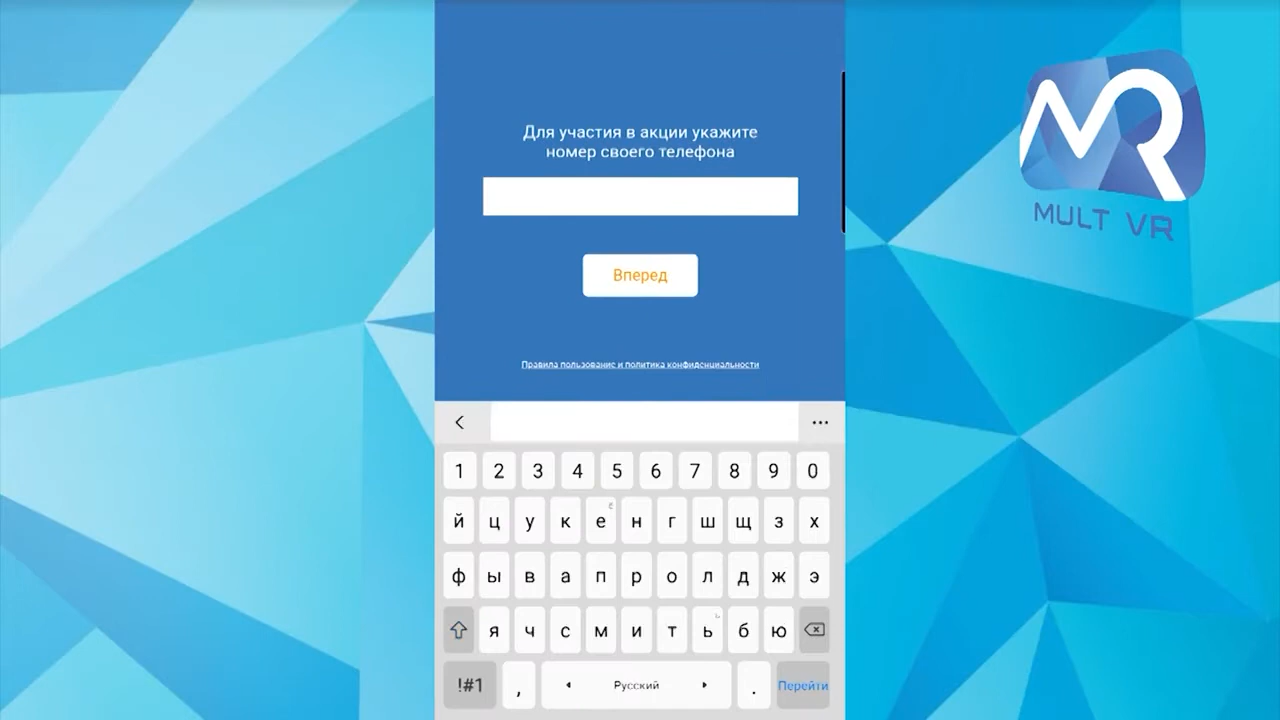 Для участия в акции укажите
номер своего телефона
Вперед
Правила пользование и политика конфиденциальности
MR
MULT VR
1 2 3 4 5 6 7 8 9 0
й ц у к е ё н г ш щ з х
ф ы в а п р о л д ж э
я ч с м и т ь ъ б ю
!#1 , Русский . Перейти